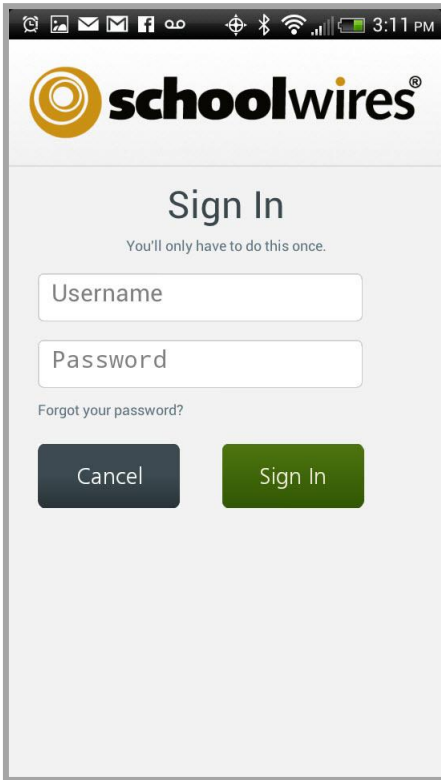 3:11 PM
schoolwires®
Sign In
You'll only have to do this once.
Username
Password
Forgot your password?
Cancel Sign In